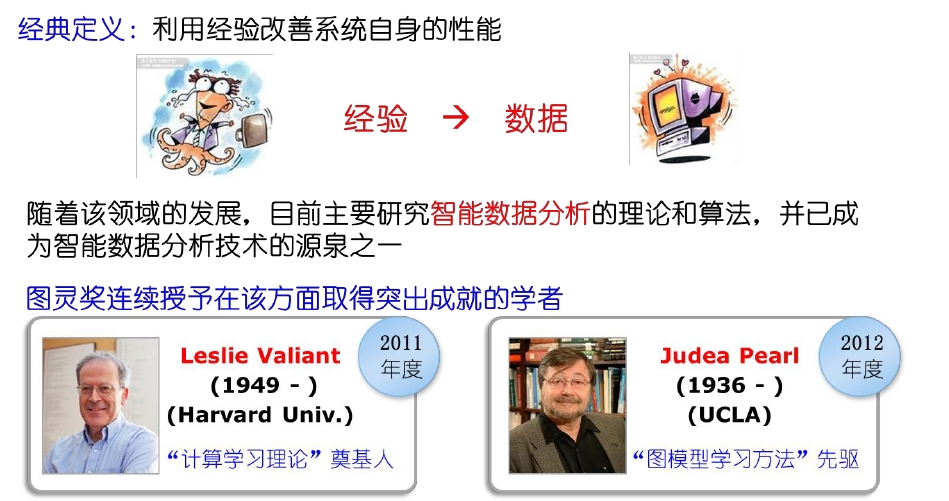 经典定义：利用经验改善系统自身的性能
经验 → 数据
随着该领域的发展，目前主要研究智能数据分析的理论和算法，并已成
为智能数据分析技术的源泉之一
图灵奖连续授予在该方面取得突出成就的学者
2011
年度
Leslie Valiant
(1949 - )
(Harvard Univ.)
“计算学习理论”奠基人
2012
年度
Judea Pearl
(1936 - )
(UCLA)
“图模型学习方法”先驱